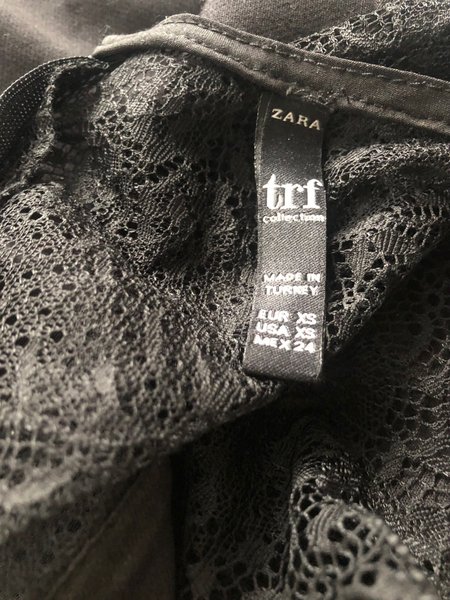 ZARA
trf
collection
MADE IN
TURKEY
EUR XS
USA XS
MEX 24